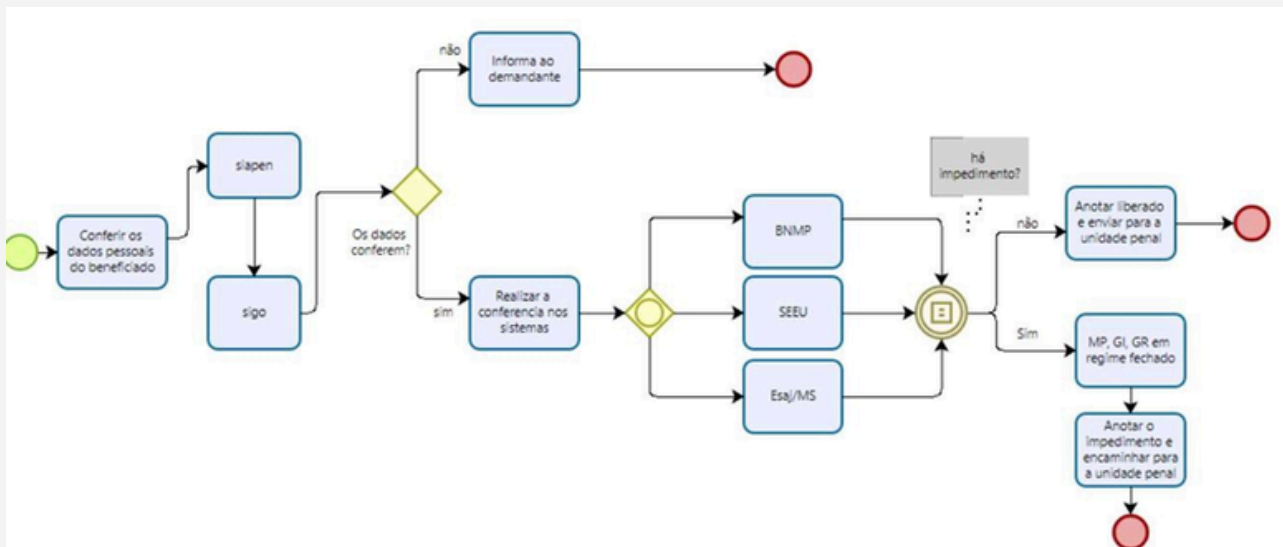 não
Informa ao
demandante
siapen
Conferir os
dados pessoais
do beneficiado
sigo
Os dados
conferem?
sim
Realizar a
conferencia nos
sistemas
BNMP
SEEU
Esaj/MS
há
impedimento?
não
Anotar liberado
e enviar para a
unidade penal
Sim
MP, GI, GR em
regime fechado
Anotar o
impedimento e
encaminhar para
a unidade penal